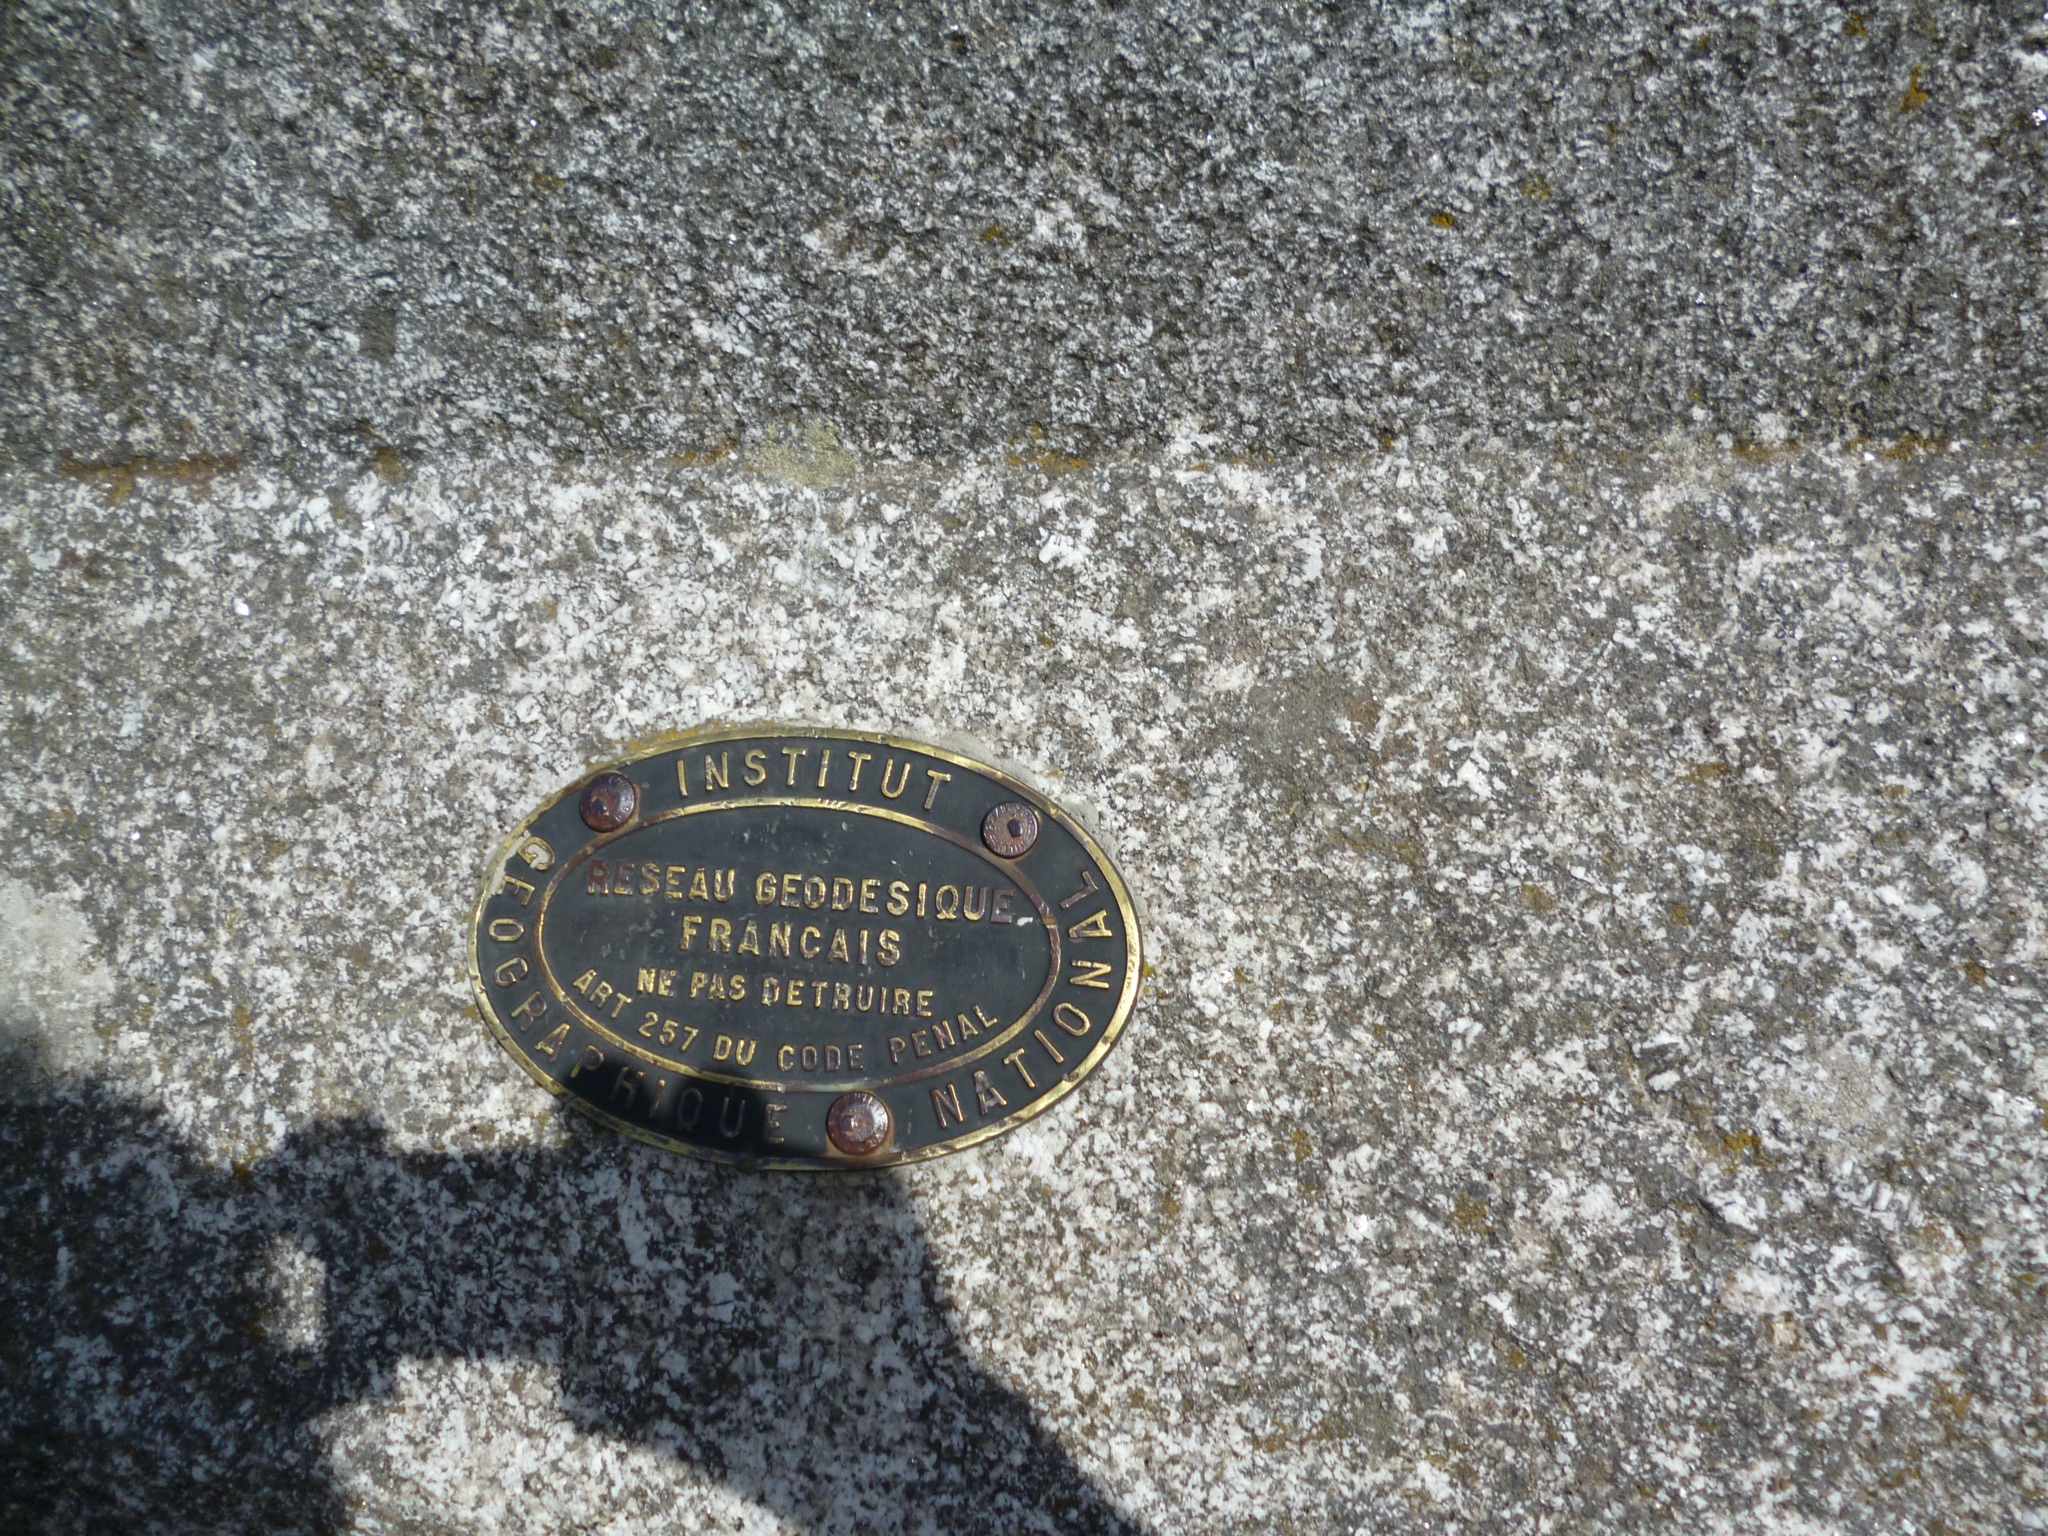 INSTITUT
GEOGRAPHIQUE
NATIONAL
RESEAU GEODESIQUE
FRANCAIS
NE PAS DETRUIRE
ART 257 DU CODE PENAL